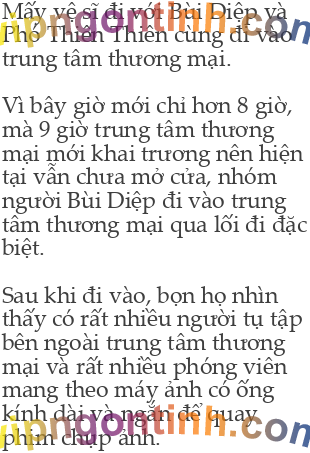 Mấy vệ sĩ đi với Bùi Diệp và
Phó Thiến Thiến cùng đi vào
trung tâm thương mại.
Vì bây giờ mới chỉ hơn 8 giờ,
mà 9 giờ trung tâm thương
mại mới khai trương nên hiện
tại vẫn chưa mở cửa, nhóm
người Bùi Diệp đi vào trung
tâm thương mại qua lối đi đặc
biệt.
Sau khi đi vào, bọn họ nhìn
thấy có rất nhiều người tụ tập
bên ngoài trung tâm thương
mại và rất nhiều phóng viên
mang theo máy ảnh có ống
kính dài và ngắn để quay
phim chụp ảnh.
vipngontinh.com
vipngontinh.com